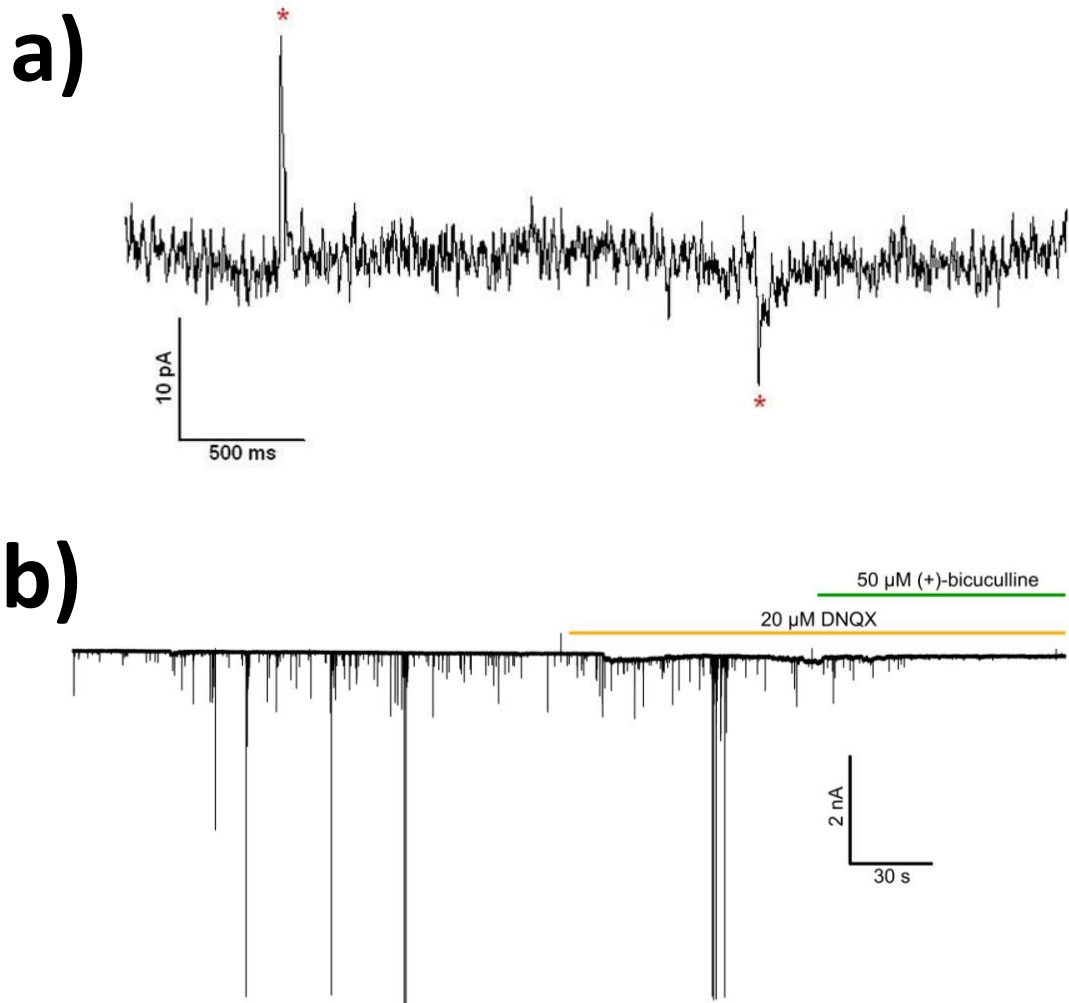 a)
*
10 pA
500 ms
*
b)
50 µM (+)-bicuculline
20 µM DNQX
2 nA
30 s